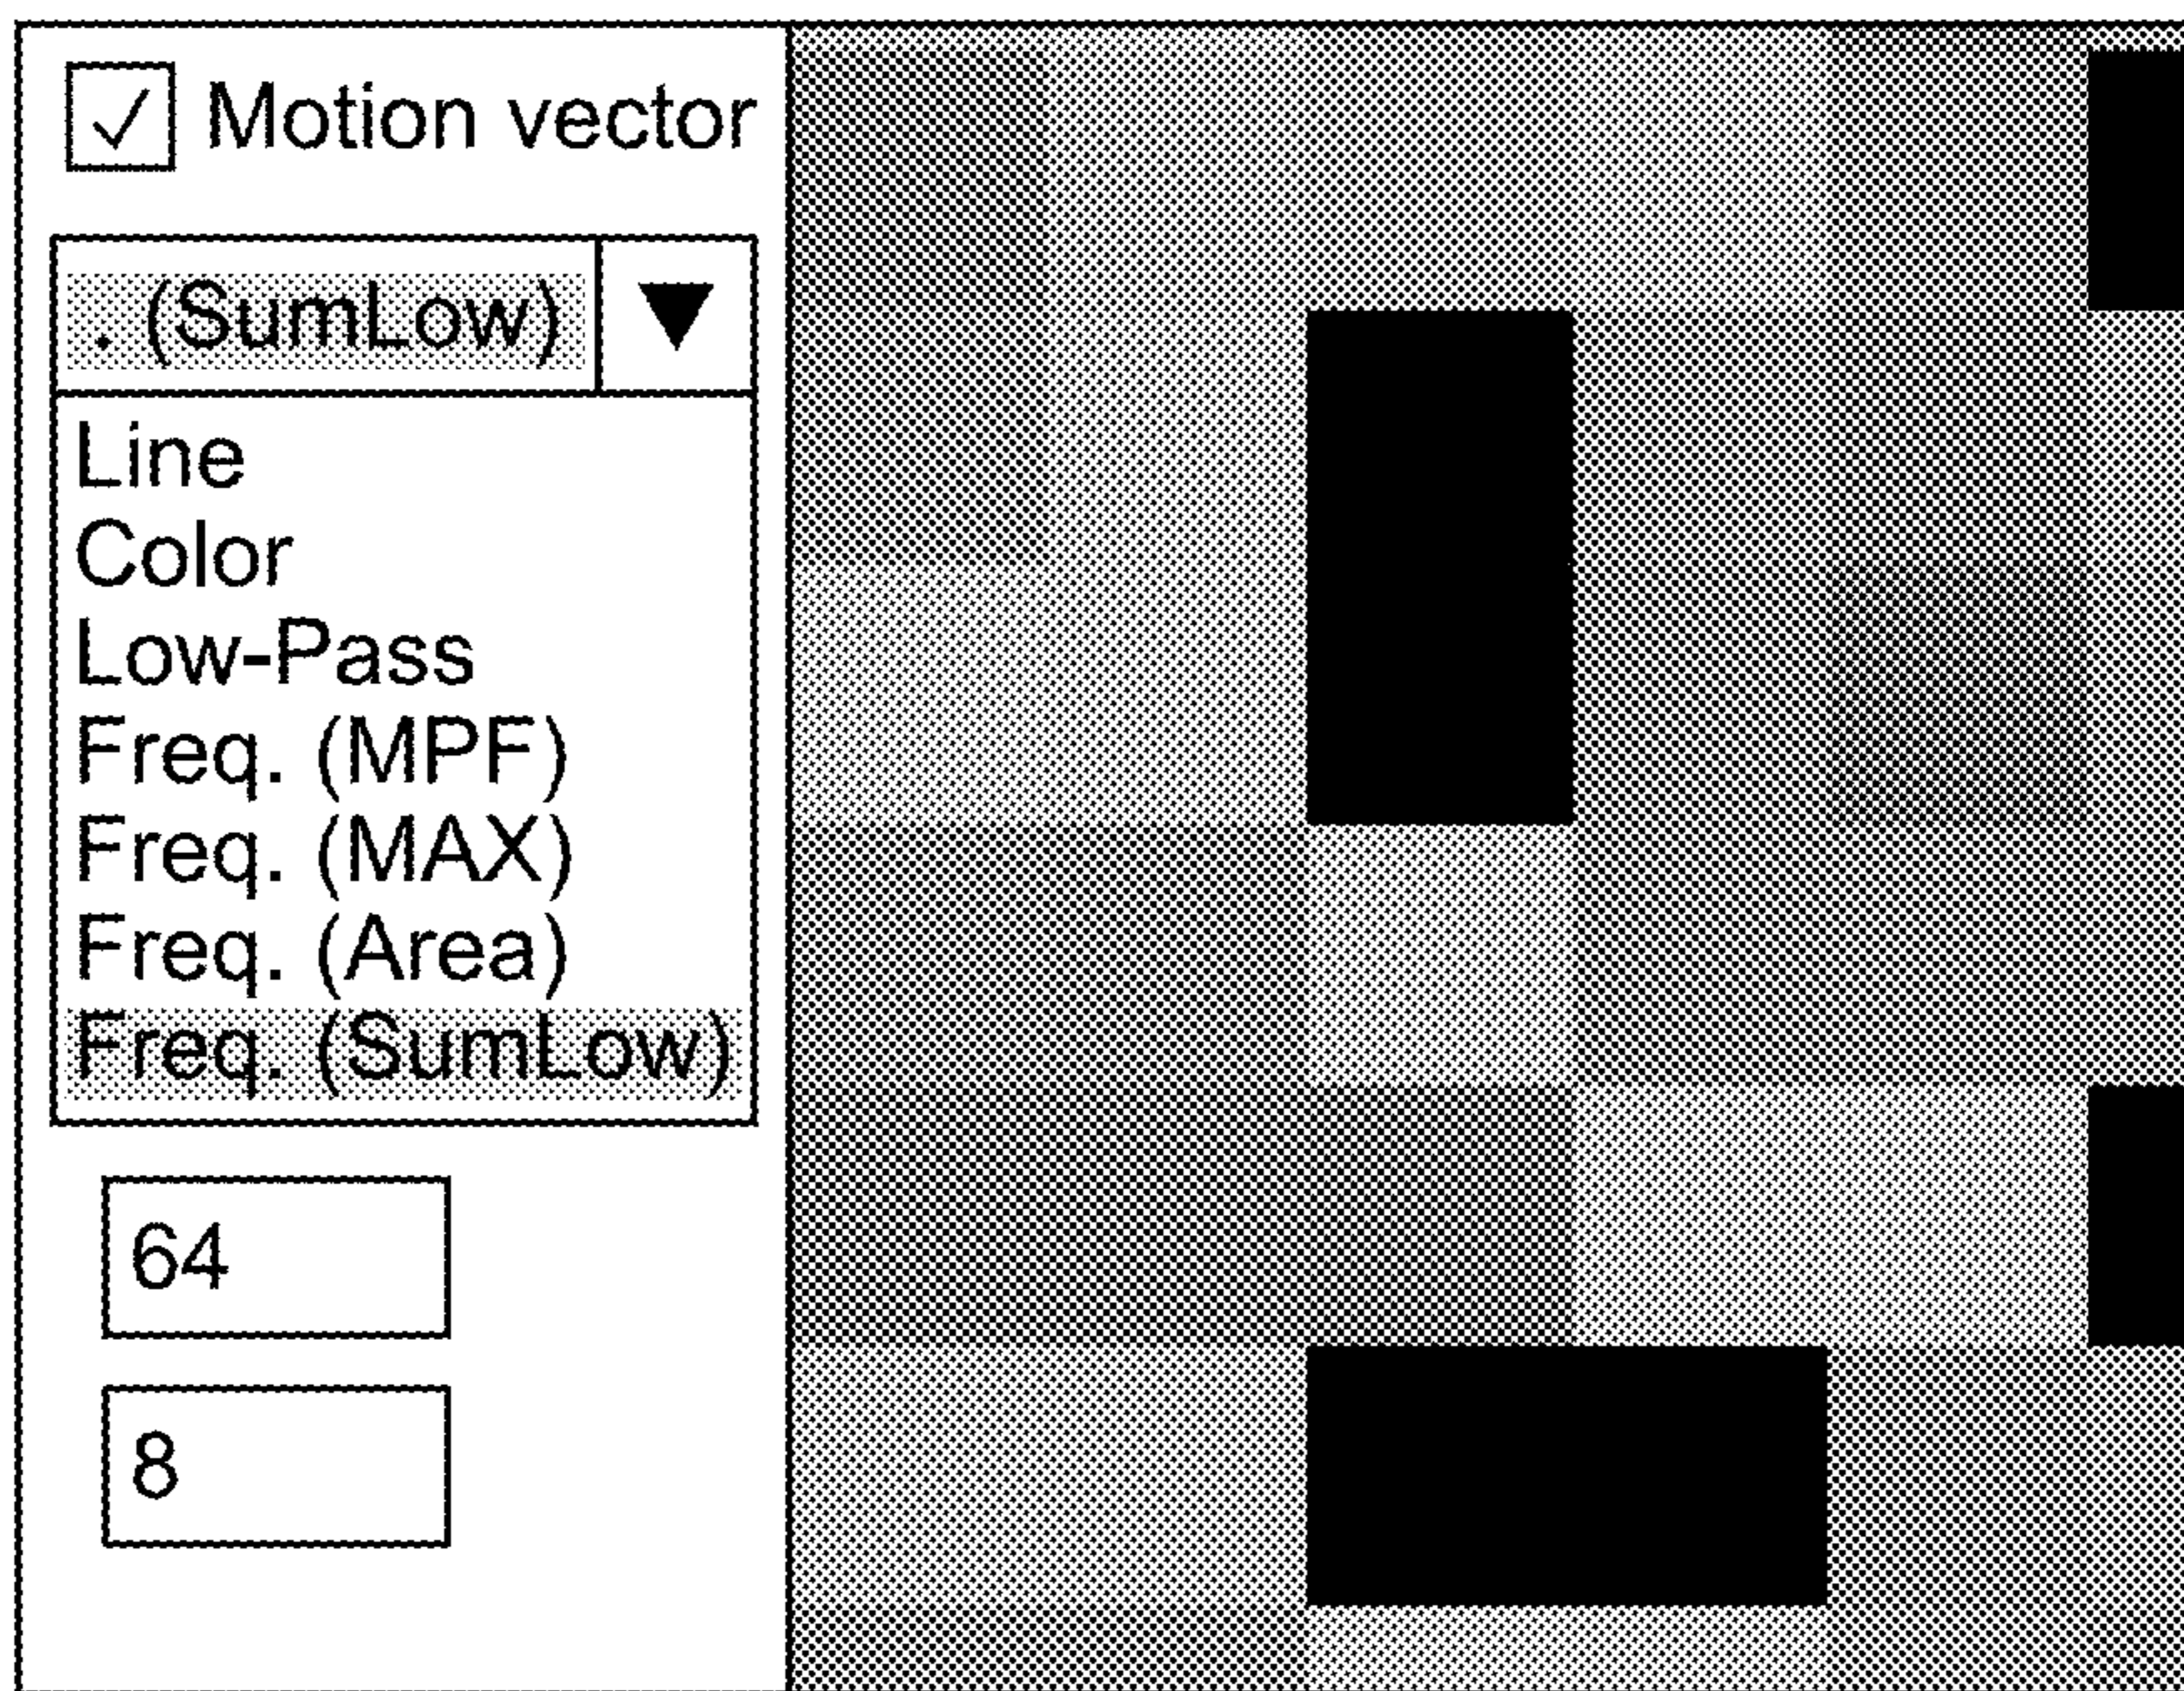 Motion vector
. (SumLow)
Line
Color
Low-Pass
Freq. (MPF)
Freq. (MAX)
Freq. (Area)
Freq. (SumLow)
64
8